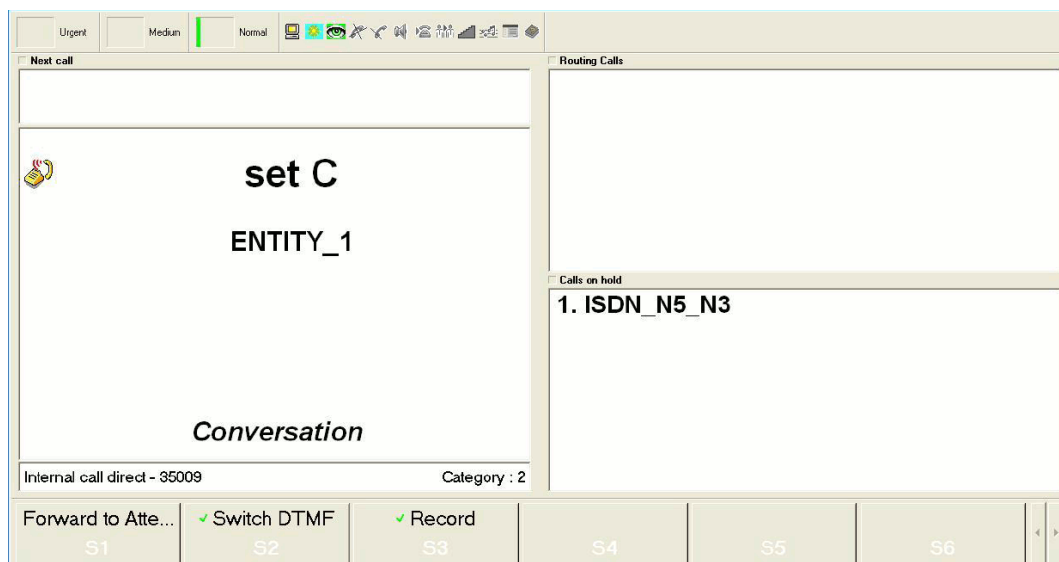 Urgent Medium Normal
Next call
Routing Calls
set C
ENTITY_1
Calls on hold
1. ISDN_N5_N3
Conversation
Internal call direct - 35009 Category : 2
Forward to Atte... Switch DTMF Record
S1 S2 S3 S4 S5 S6